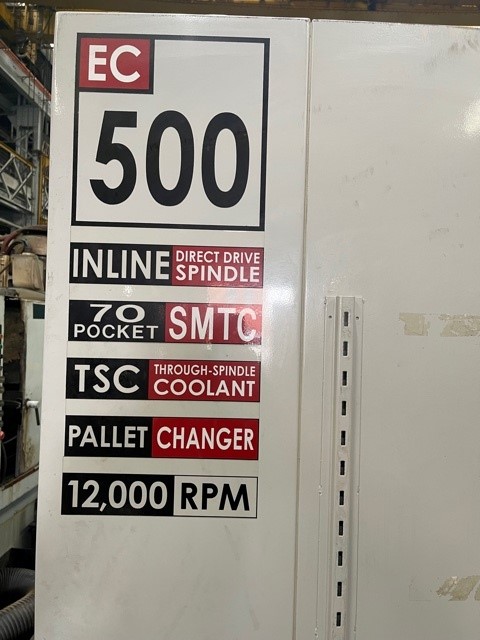 EC
500
INLINE DIRECT DRIVE SPINDLE
70 POCKET SMTC
TSC THROUGH-SPINDLE COOLANT
PALLET CHANGER
12,000 RPM